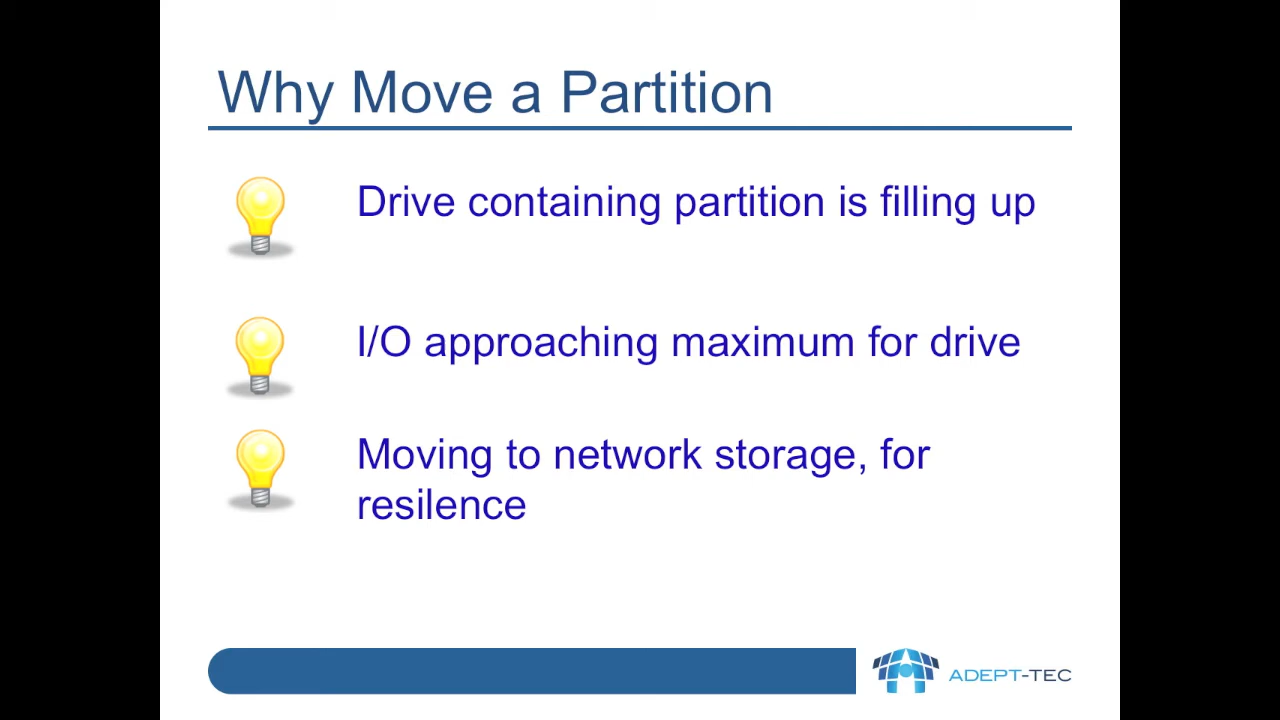 Why Move a Partition
Drive containing partition is filling up
I/O approaching maximum for drive
Moving to network storage, for
resilence
ADEPT-TEC